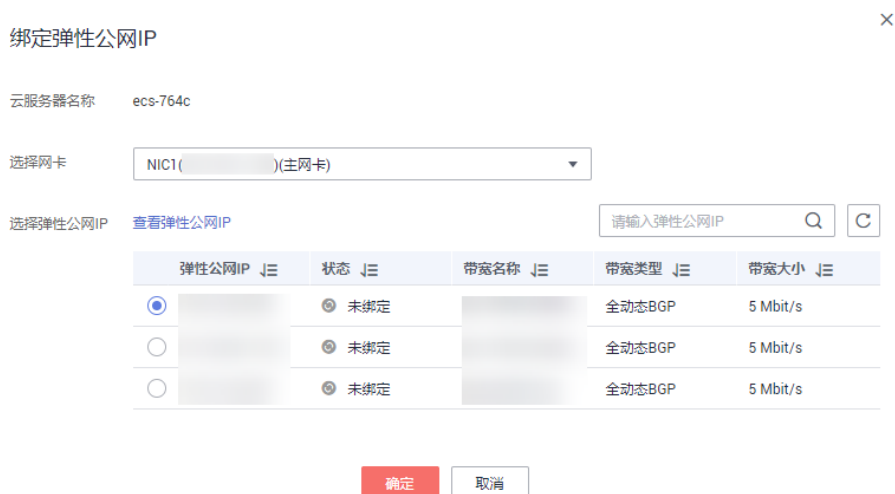 绑定弹性公网IP
云服务器名称 ecs-764c
选择网卡 NIC1( )(主网卡)
选择弹性公网IP 查看弹性公网IP 请输入弹性公网IP
弹性公网IP 状态 带宽名称 带宽类型 带宽大小
未绑定 全动态BGP 5 Mbit/s
未绑定 全动态BGP 5 Mbit/s
未绑定 全动态BGP 5 Mbit/s
确定 取消